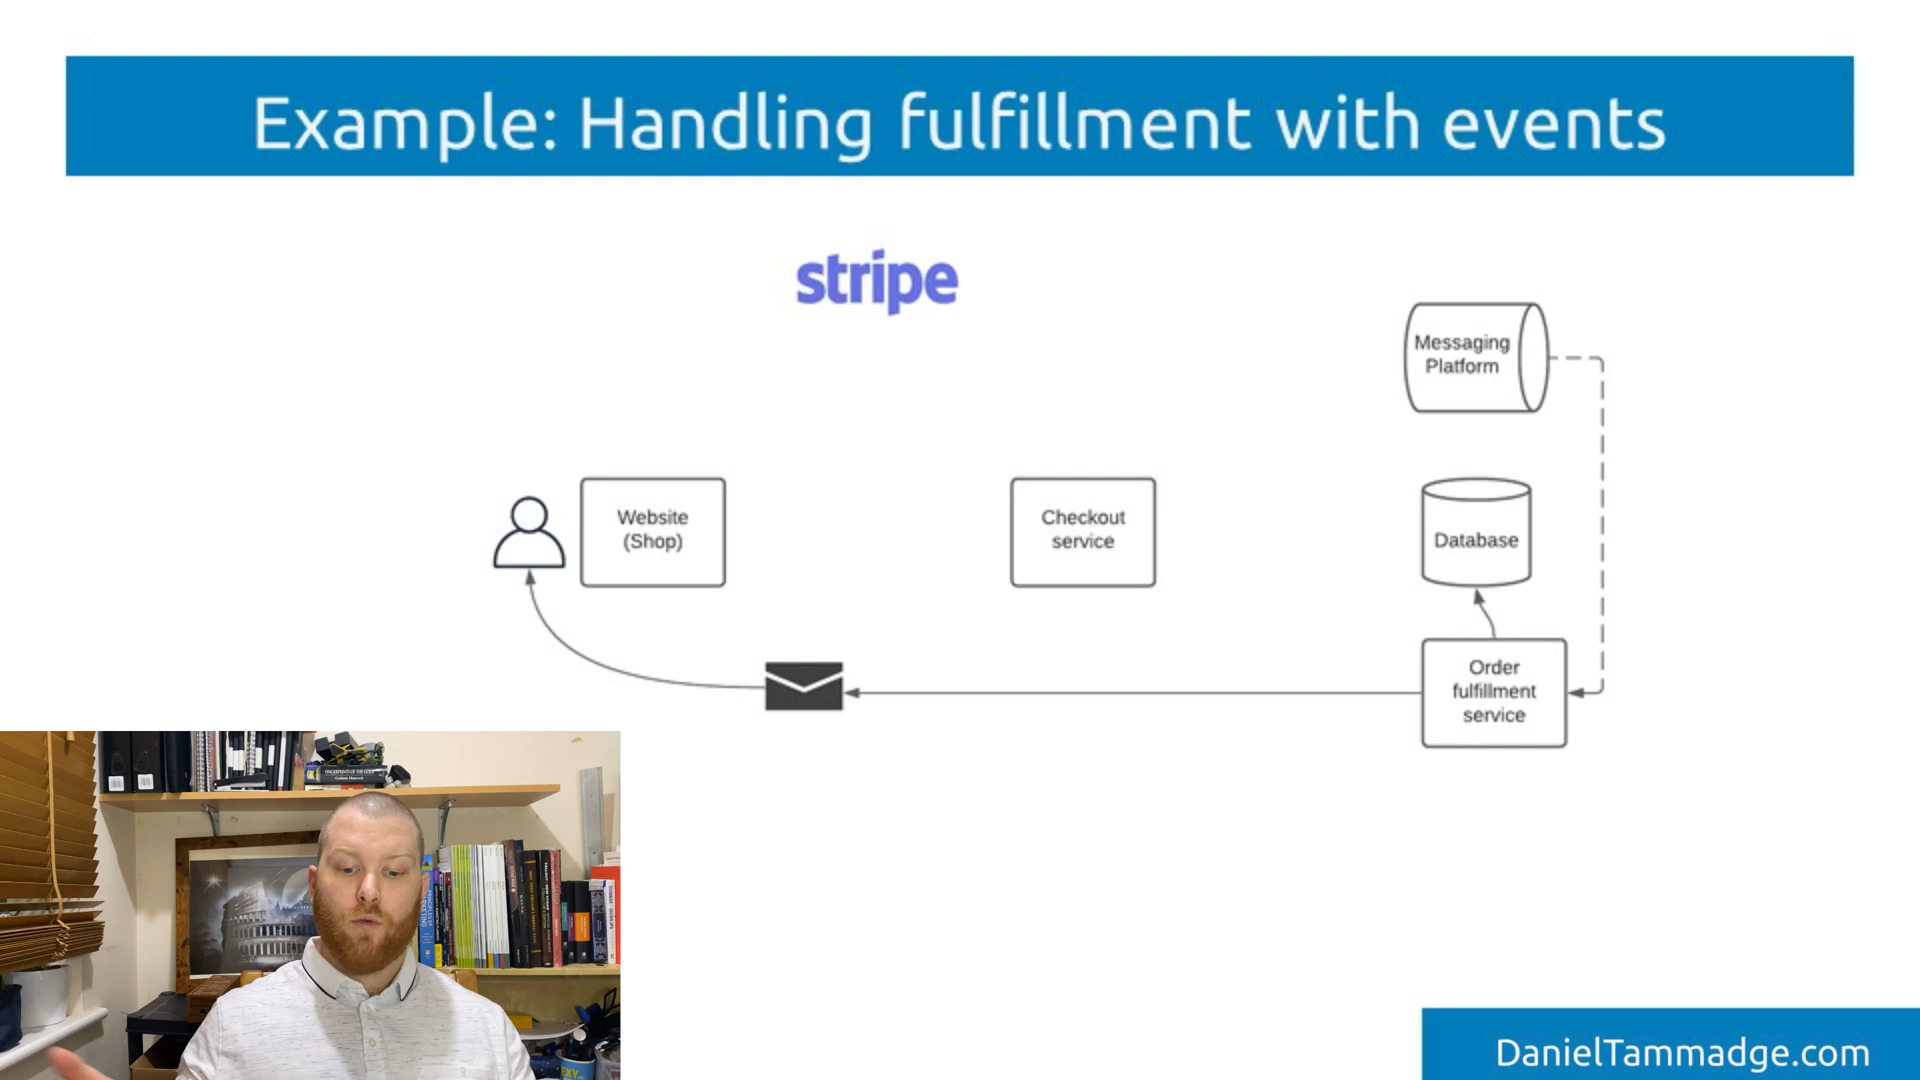 Example: Handling fulfillment with events
stripe
Messaging
Platform
Website
(Shop)
Checkout
service
Database
Order
fulfillment
service
DanielTammadge.com